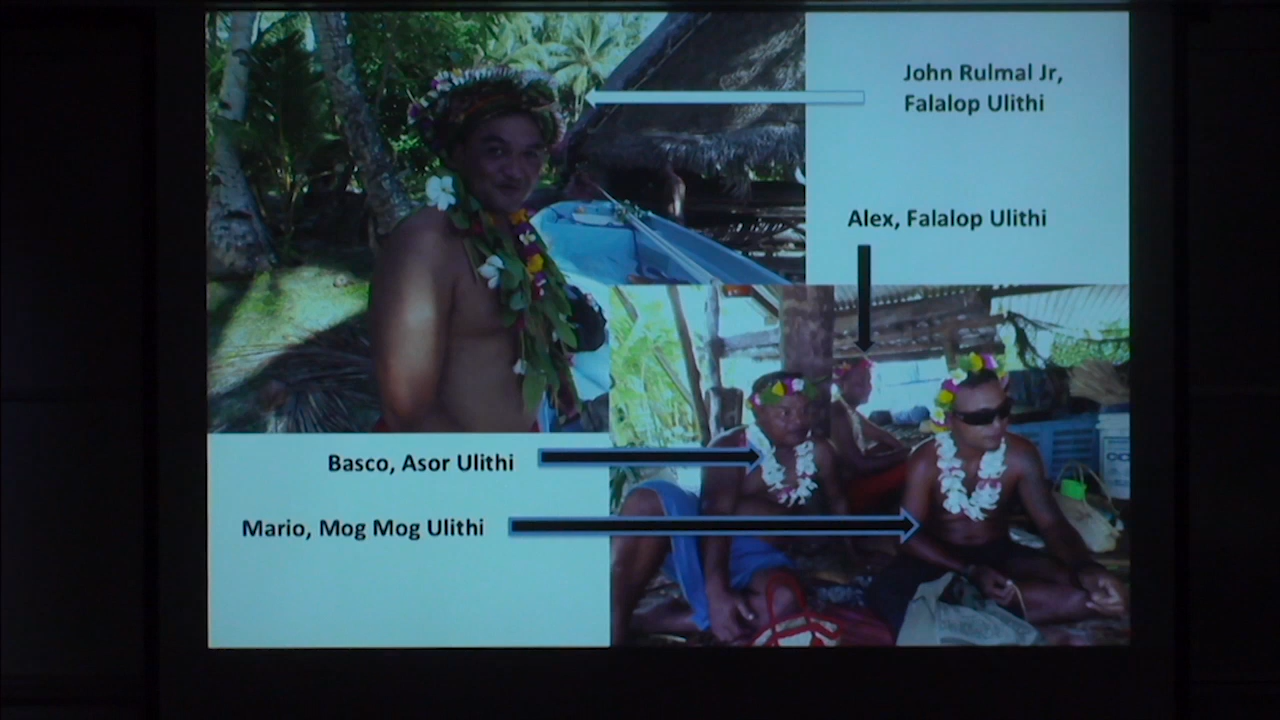 John Rulmal Jr,
Falalop Ulithi
Alex, Falalop Ulithi
Basco, Asor Ulithi
Mario, Mog Mog Ulithi